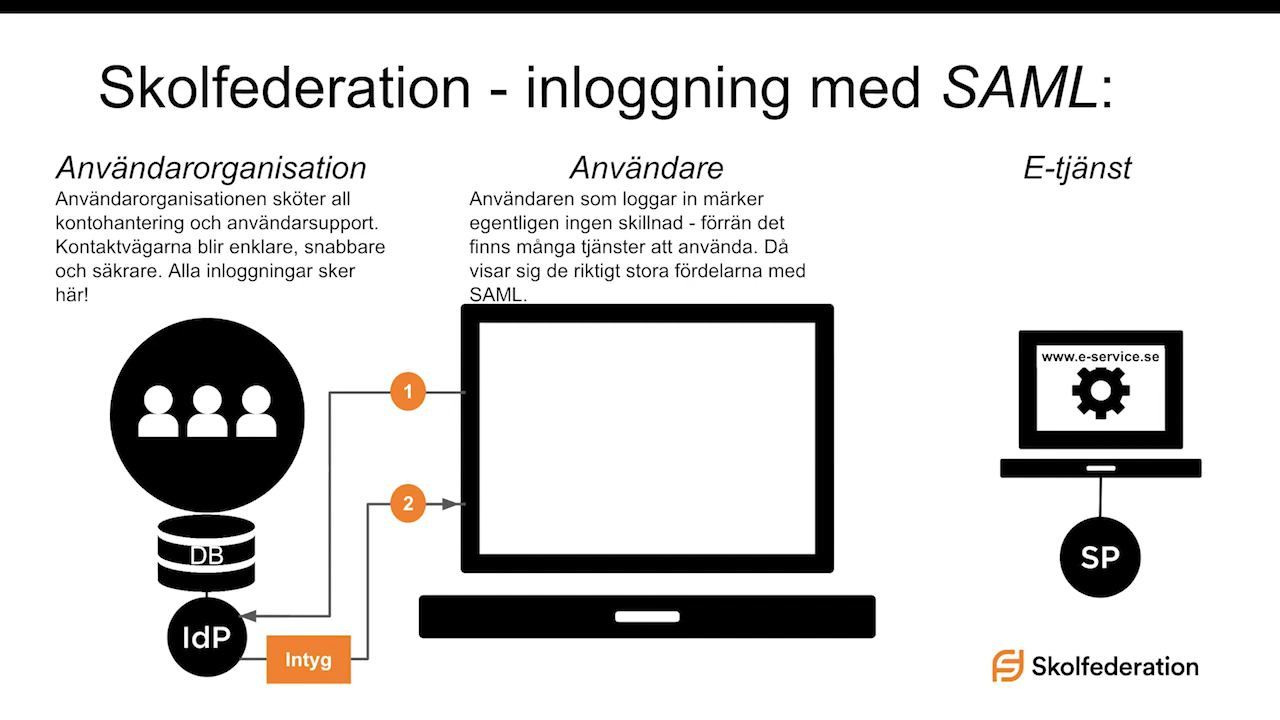 Skolfederation - inloggning med SAML:
Användarorganisation
Användarorganisationen sköter all
kontohantering och användarsupport.
Kontaktvägarna blir enklare, snabbare
och säkrare. Alla inloggningar sker
här!
Användare
Användaren som loggar in märker
egentligen ingen skillnad - förrän det
finns många tjänster att använda. Då
visar sig de riktigt stora fördelarna med
SAML.
E-tjänst
www.e-service.se
1
2
DB
IdP
Intyg
SP
Skolfederation